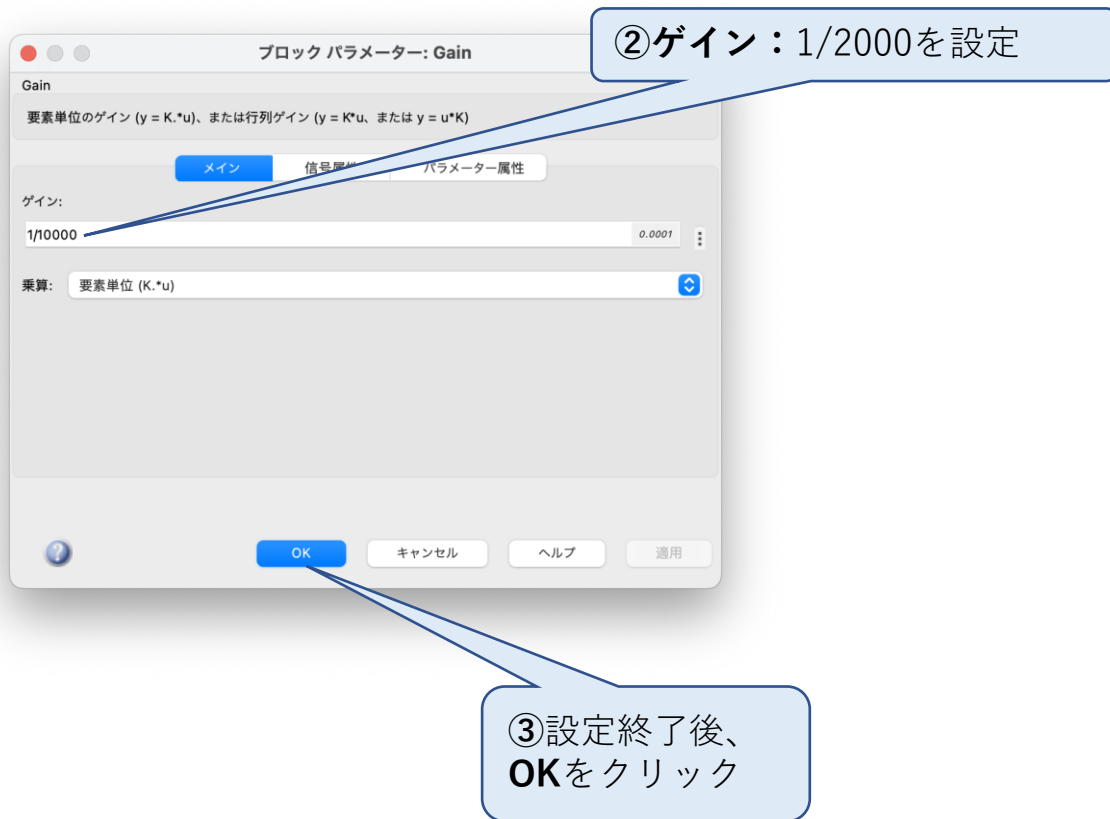 ②ゲイン：1/2000を設定
ブロック パラメーター: Gain
Gain
要素単位のゲイン (y = K.*u)、または行列ゲイン (y = K*u、または y = u*K)
メイン 信号属性 パラメーター属性
ゲイン:
1/10000 0.0001
乗算: 要素単位 (K.*u)
OK キャンセル ヘルプ 適用
③設定終了後、
OKをクリック